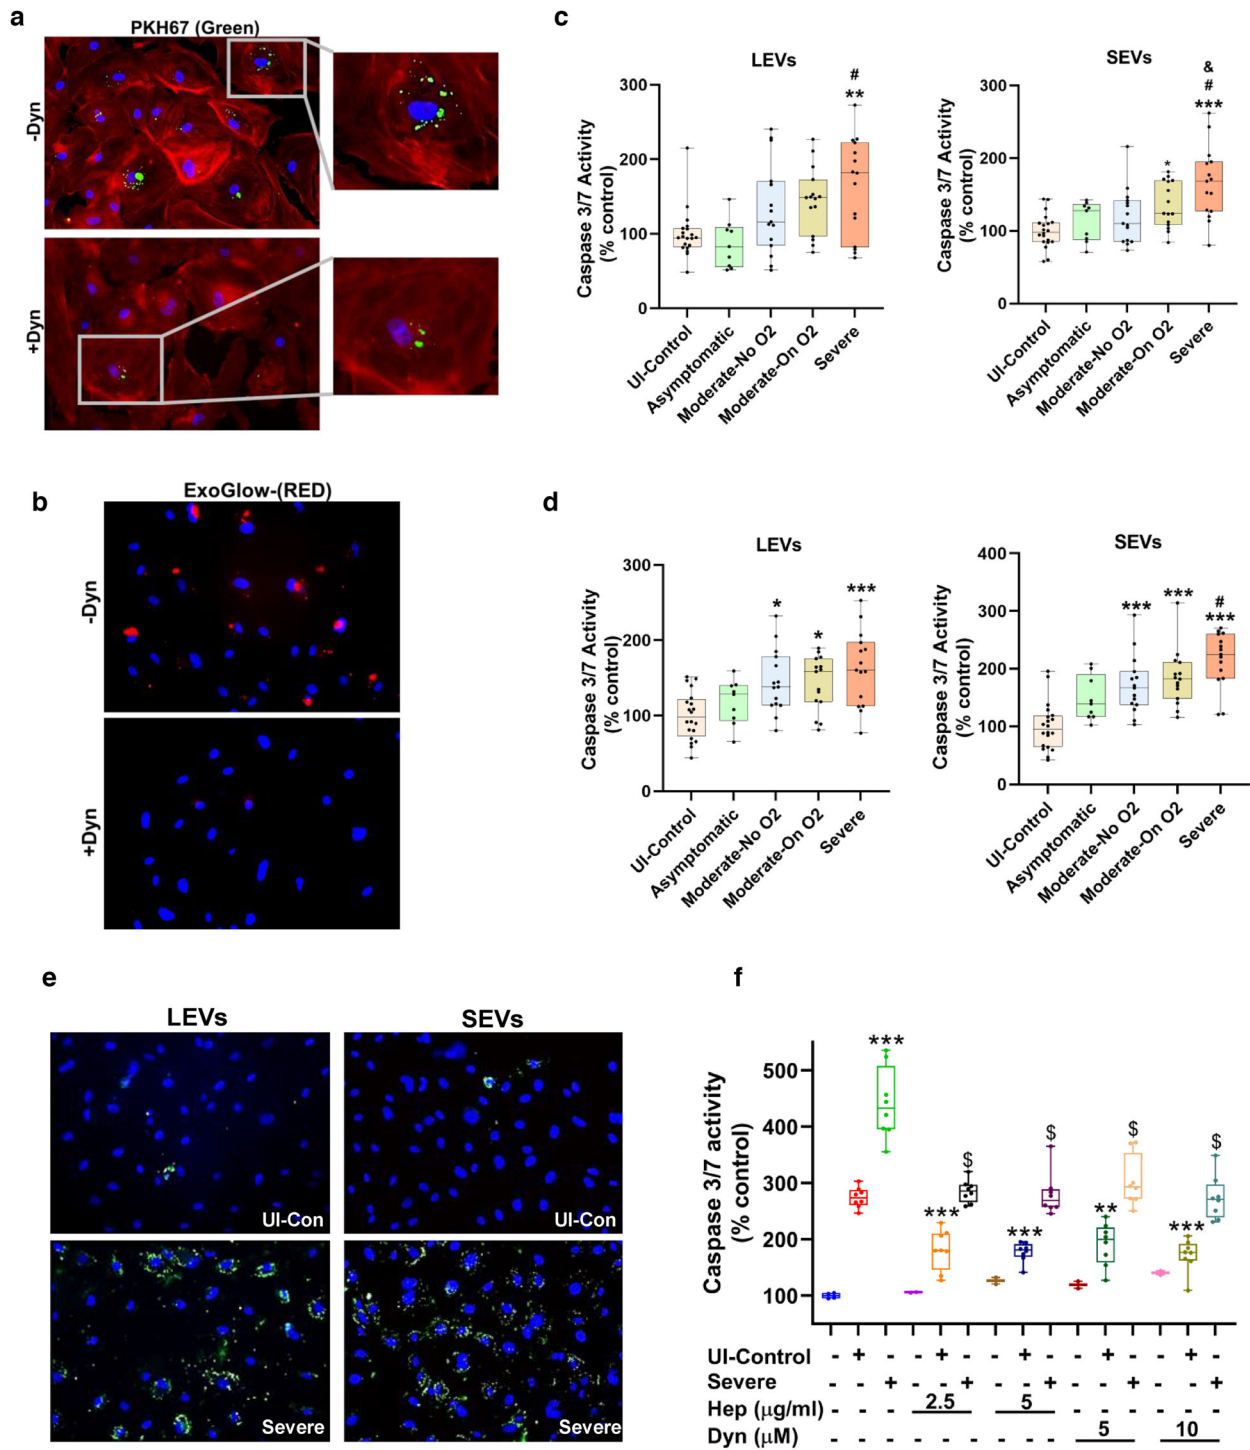 a
PKH67 (Green)
-Dyn
+Dyn
b
ExoGlow-(RED)
-Dyn
+Dyn
c
LEVs
Caspase 3/7 Activity
(% control)
300
200
100
0
#
**
UI-Control
Asymptomatic
Moderate-No O2
Moderate-On O2
Severe
SEVs
Caspase 3/7 Activity
(% control)
300
200
100
0
*
&
#
***
UI-Control
Asymptomatic
Moderate-No O2
Moderate-On O2
Severe
d
LEVs
Caspase 3/7 Activity
(% control)
300
200
100
0
*
*
***
UI-Control
Asymptomatic
Moderate-No O2
Moderate-On O2
Severe
SEVs
Caspase 3/7 Activity
(% control)
400
300
200
100
0
***
***
#
***
UI-Control
Asymptomatic
Moderate-No O2
Moderate-On O2
Severe
e
LEVs
SEVs
UI-Con
UI-Con
Severe
Severe
f
Caspase 3/7 activity
(% control)
500
400
300
200
100
***
***
$
***
$
**
$
***
$
UI-Control - + - - + - - + - - + - - + -
Severe - - + - - + - - + - - + - - +
Hep (μg/ml) - - - 2.5 5 - - - - - -
Dyn (μM) - - - - - - - - - 5 10